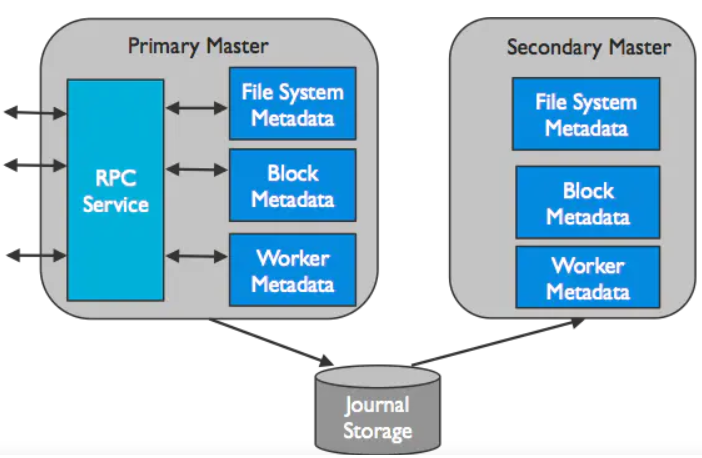 Primary Master
RPC
Service
File System
Metadata
Block
Metadata
Worker
Metadata
Secondary Master
File System
Metadata
Block
Metadata
Worker
Metadata
Journal
Storage